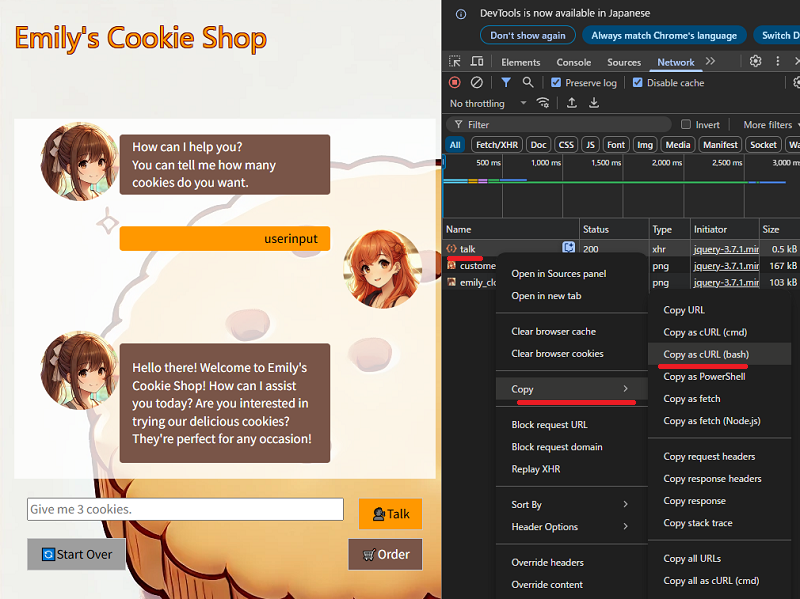 Emily's Cookie Shop
How can I help you?
You can tell me how many
cookies do you want.
userinput
Hello there! Welcome to Emily's
Cookie Shop! How can I assist
you today? Are you interested in
trying our delicious cookies?
They're perfect for any occasion!
Give me 3 cookies.
Talk
Start Over
Order
DevTools is now available in Japanese
Don't show again
Always match Chrome's language
Switch D
Elements
Console
Sources
Network
Preserve log
Disable cache
No throttling
Filter
Invert
More filters
All
Fetch/XHR
Doc
CSS
JS
Font
Img
Media
Manifest
Socket
Wa
500 ms
1,000 ms
1,500 ms
2,000 ms
2,500 ms
3,000 m
Name
Status
Type
Initiator
Size
talk
200
xhr
jquery-3.7.1.mir
0.5 kB
custome
png
jquery-3.7.1.mir
167 kB
emily_clo
png
jquery-3.7.1.mir
103 kB
Open in Sources panel
Open in new tab
Clear browser cache
Clear browser cookies
Copy
Block request URL
Block request domain
Replay XHR
Sort By
Header Options
Override headers
Override content
Copy URL
Copy as cURL (cmd)
Copy as cURL (bash)
Copy as PowerShell
Copy as fetch
Copy as fetch (Node.js)
Copy request headers
Copy response headers
Copy response
Copy stack trace
Copy all URLs
Copy all as cURL (cmd)